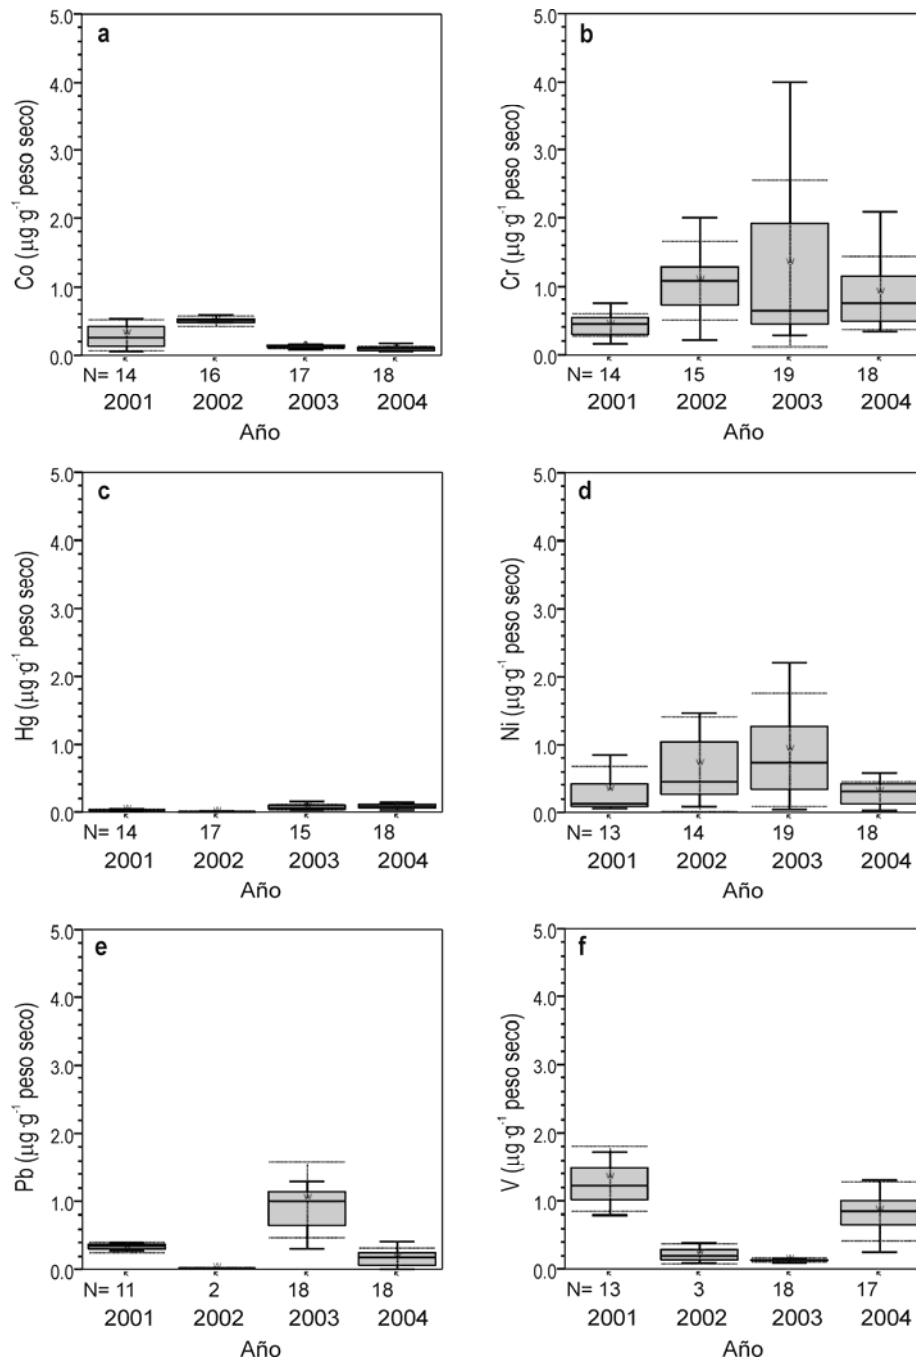 a
5.0
4.0
3.0
2.0
1.0
0.0
Co (µg·g⁻¹ peso seco)
N= 14 16 17 18
2001 2002 2003 2004
Año
b
5.0
4.0
3.0
2.0
1.0
0.0
Cr (µg·g⁻¹ peso seco)
N= 14 15 19 18
2001 2002 2003 2004
Año
c
5.0
4.0
3.0
2.0
1.0
0.0
Hg (µg·g⁻¹ peso seco)
N= 14 17 15 18
2001 2002 2003 2004
Año
d
5.0
4.0
3.0
2.0
1.0
0.0
Ni (µg·g⁻¹ peso seco)
N= 13 14 19 18
2001 2002 2003 2004
Año
e
5.0
4.0
3.0
2.0
1.0
0.0
Pb (µg·g⁻¹ peso seco)
N= 11 2 18 18
2001 2002 2003 2004
Año
f
5.0
4.0
3.0
2.0
1.0
0.0
V (µg·g⁻¹ peso seco)
N= 13 3 18 17
2001 2002 2003 2004
Año